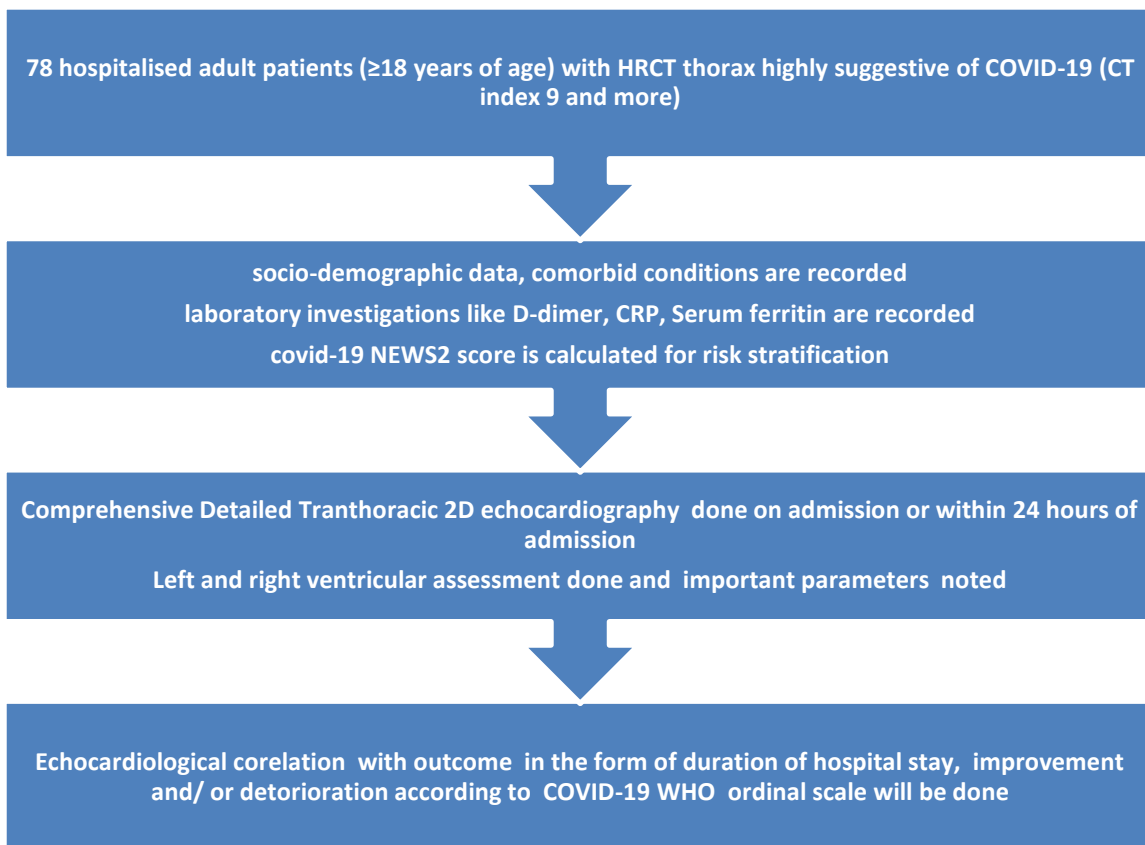 78 hospitalised adult patients (≥18 years of age) with HRCT thorax highly suggestive of COVID-19 (CT
index 9 and more)
socio-demographic data, comorbid conditions are recorded
laboratory investigations like D-dimer, CRP, Serum ferritin are recorded
covid-19 NEWS2 score is calculated for risk stratification
Comprehensive Detailed Tranthoracic 2D echocardiography done on admission or within 24 hours of
admission
Left and right ventricular assessment done and important parameters noted
Echocardiological corelation with outcome in the form of duration of hospital stay, improvement
and/ or detorioration according to COVID-19 WHO ordinal scale will be done